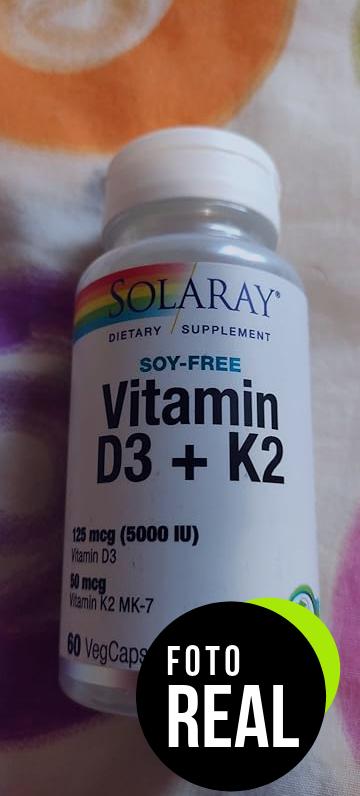 SOLARAY®
DIETARY SUPPLEMENT
SOY-FREE
Vitamin
D3 + K2
125 mcg (5000 IU)
Vitamin D3
50 mcg
Vitamin K2 MK-7
60 VegCaps
FOTO
REAL